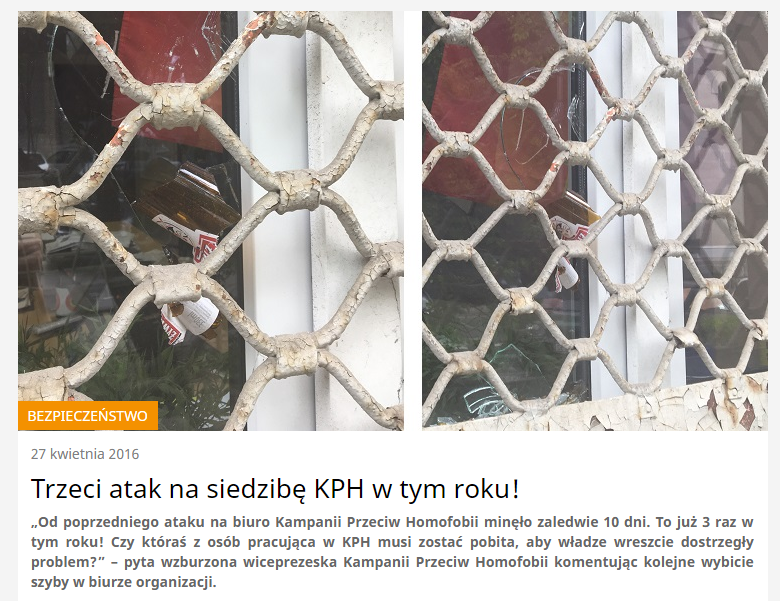 BEZPIECZEŃSTWO
27 kwietnia 2016
Trzeci atak na siedzibę KPH w tym roku!
„Od poprzedniego ataku na biuro Kampanii Przeciw Homofobii minęło zaledwie 10 dni. To już 3 raz w
tym roku! Czy któraś z osób pracująca w KPH musi zostać pobita, aby władze wreszcie dostrzegły
problem?” – pyta wzburzona wiceprezeska Kampanii Przeciw Homofobii komentując kolejne wybicie
szyby w biurze organizacji.